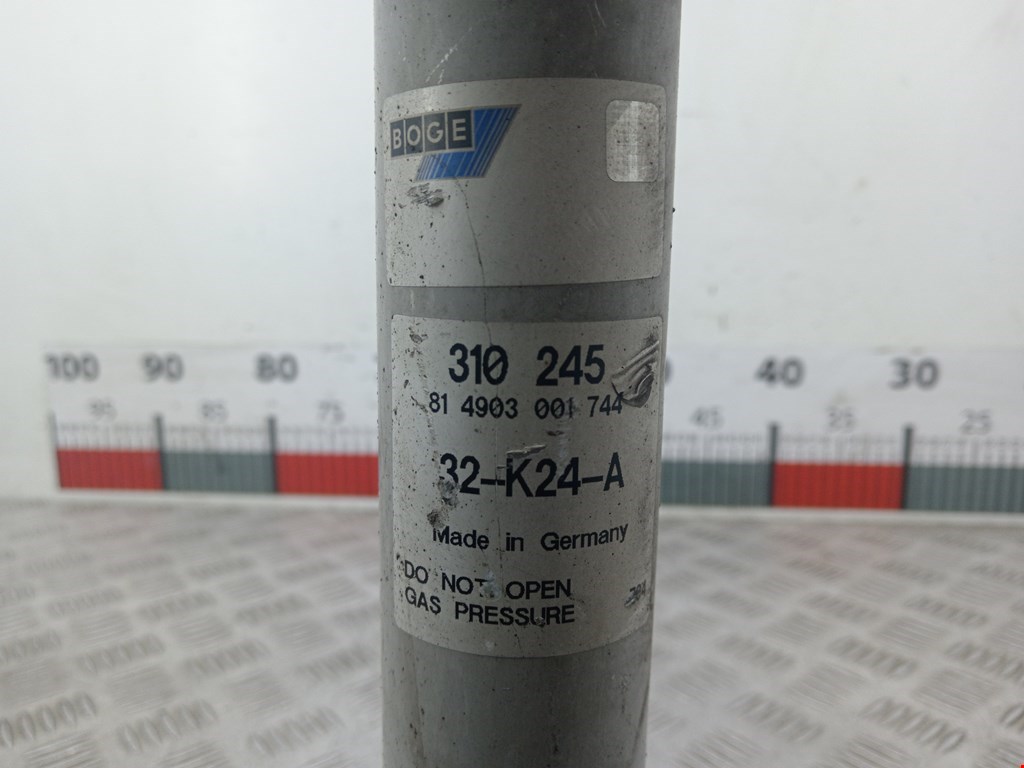 BOGE
310 245
81 4903 001 744
32-K24-A
Made in Germany
DO NOT OPEN
GAS PRESSURE
100 90 80 40 30
95 85 75 45 35 25